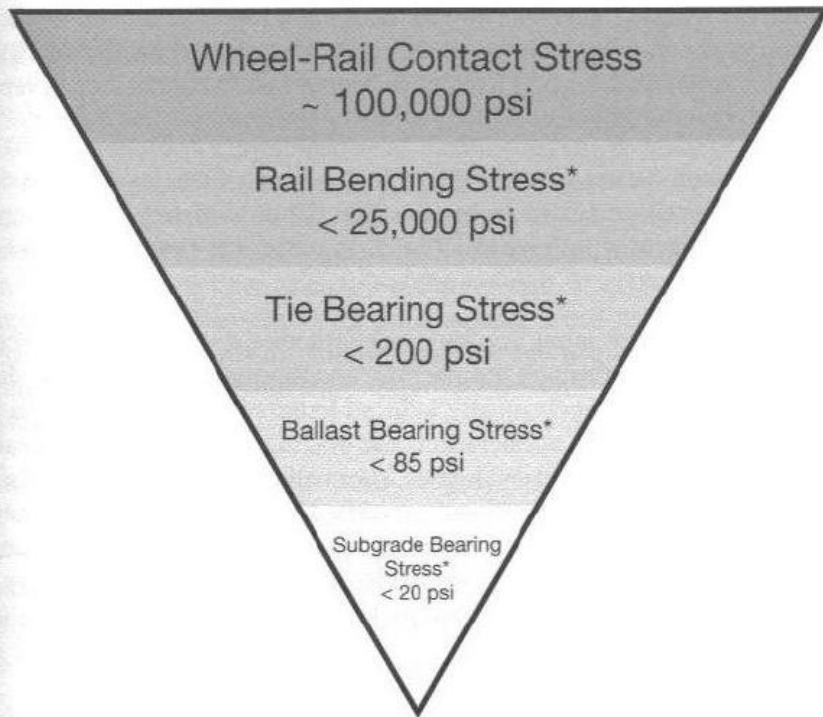 Wheel-Rail Contact Stress
~ 100,000 psi
Rail Bending Stress*
< 25,000 psi
Tie Bearing Stress*
< 200 psi
Ballast Bearing Stress*
< 85 psi
Subgrade Bearing
Stress*
< 20 psi